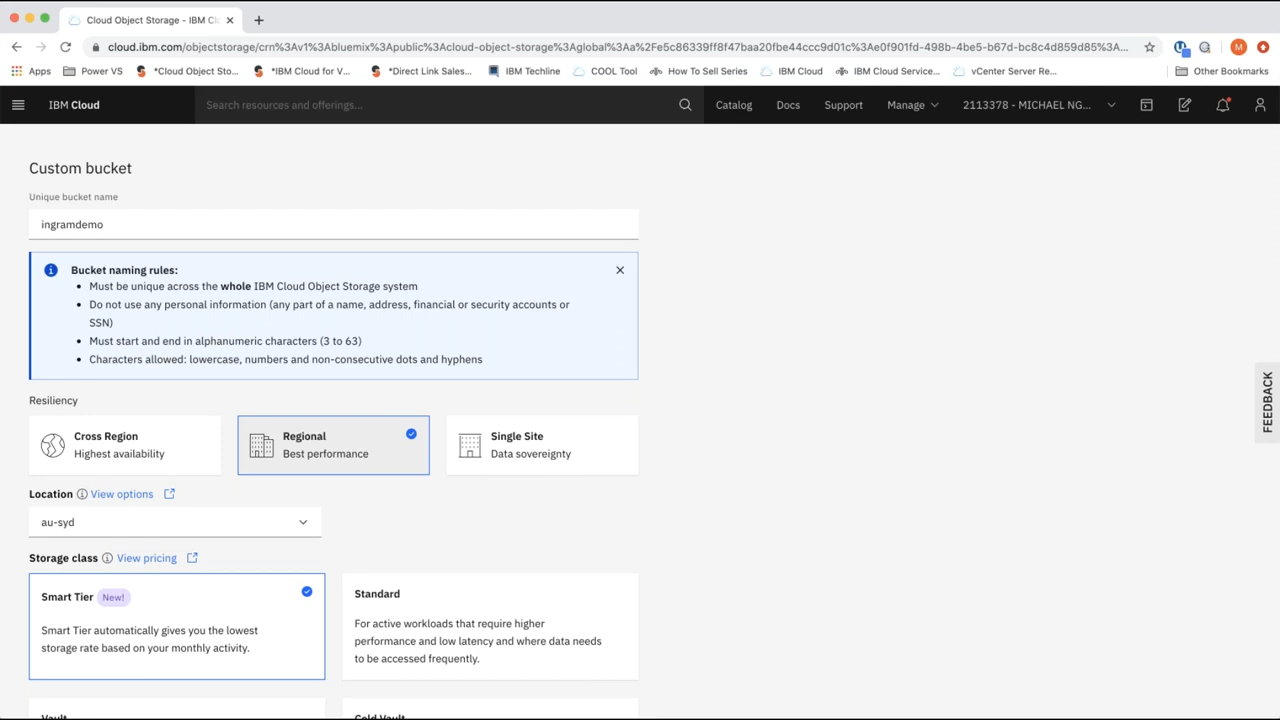 Cloud Object Storage - IBM Cl
cloud.ibm.com/objectstorage/crn%3Av1%3Abluemix%3Apublic%3Acloud-object-storage%3Aglobal%3Aa%2Fe5c86339ff8f47baa20fbe44ccc9d01c%3Ae0f901fd-498b-4be5-b67d-bc8c4d859d85%3A...
Apps Power VS *Cloud Object Sto... *IBM Cloud for V... *Direct Link Sales... IBM Techline COOL Tool How To Sell Series IBM Cloud IBM Cloud Service... vCenter Server Re... Other Bookmarks
IBM Cloud Search resources and offerings... Catalog Docs Support Manage 2113378 - MICHAEL NG...
Custom bucket
Unique bucket name
ingramdemo
Bucket naming rules:
Must be unique across the whole IBM Cloud Object Storage system
Do not use any personal information (any part of a name, address, financial or security accounts or
SSN)
Must start and end in alphanumeric characters (3 to 63)
Characters allowed: lowercase, numbers and non-consecutive dots and hyphens
FEEDBACK
Resiliency
Cross Region Regional Single Site
Highest availability Best performance Data sovereignty
Location View options
au-syd
Storage class View pricing
Smart Tier New! Standard
Smart Tier automatically gives you the lowest
storage rate based on your monthly activity.
For active workloads that require higher
performance and low latency and where data needs
to be accessed frequently.
Vault Cold Vault